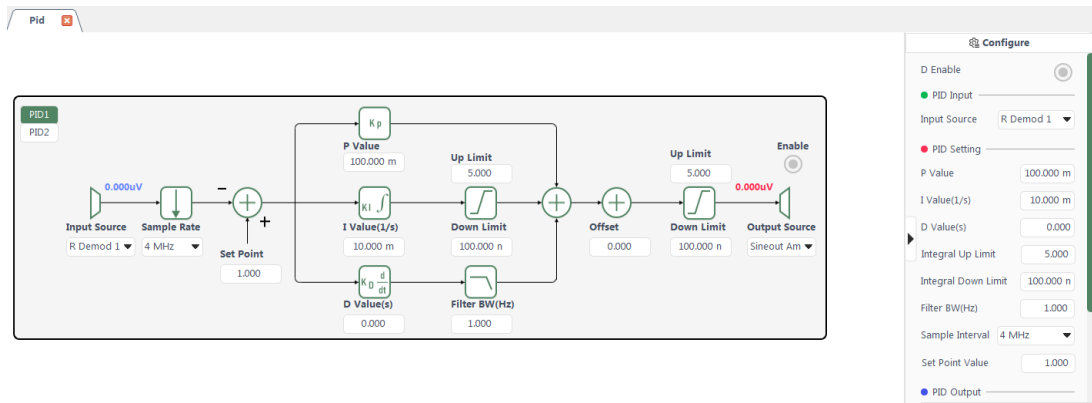 Pid
PID1
PID2
0.000uV
Input Source
R Demod 1
Sample Rate
4 MHz
−
+
Set Point
1.000
Kp
P Value
100.000 m
KI ∫
I Value(1/s)
10.000 m
KD d/dt
D Value(s)
0.000
Up Limit
5.000
Down Limit
100.000 n
Filter BW(Hz)
1.000
Offset
0.000
Up Limit
5.000
Down Limit
100.000 n
Enable
0.000uV
Output Source
Sineout Am
Configure
D Enable
PID Input
Input Source R Demod 1
PID Setting
P Value 100.000 m
I Value(1/s) 10.000 m
D Value(s) 0.000
Integral Up Limit 5.000
Integral Down Limit 100.000 n
Filter BW(Hz) 1.000
Sample Interval 4 MHz
Set Point Value 1.000
PID Output